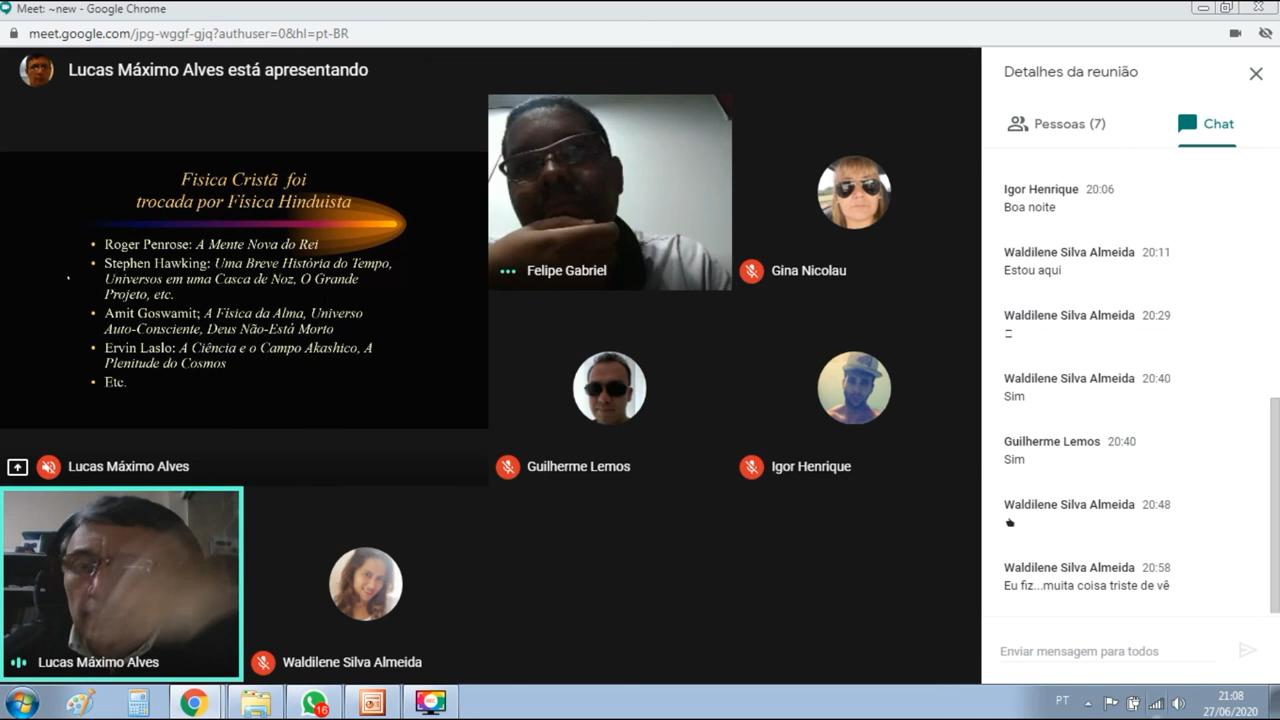 Meet: ~new - Google Chrome
meet.google.com/jpg-wggf-gjq?authuser=0&hl=pt-BR
Lucas Máximo Alves está apresentando
Fisica Cristã foi
trocada por Física Hinduista
• Roger Penrose: A Mente Nova do Rei
• Stephen Hawking: Uma Breve História do Tempo,
Universos em uma Casca de Noz, O Grande
Projeto, etc.
• Amit Goswamit; A Física da Alma, Universo
Auto-Consciente, Deus Não-Está Morto
• Ervin Laslo: A Ciência e o Campo Akashico, A
Plenitude do Cosmos
• Etc.
Lucas Máximo Alves
Felipe Gabriel
Gina Nicolau
Guilherme Lemos
Igor Henrique
Lucas Máximo Alves
Waldilene Silva Almeida
Detalhes da reunião
Pessoas (7)
Chat
Igor Henrique 20:06
Boa noite
Waldilene Silva Almeida 20:11
Estou aqui
Waldilene Silva Almeida 20:29
Waldilene Silva Almeida 20:40
Sim
Guilherme Lemos 20:40
Sim
Waldilene Silva Almeida 20:48
Waldilene Silva Almeida 20:58
Eu fiz...muita coisa triste de vê
Enviar mensagem para todos
16
REC
PT
21:08
27/06/2020